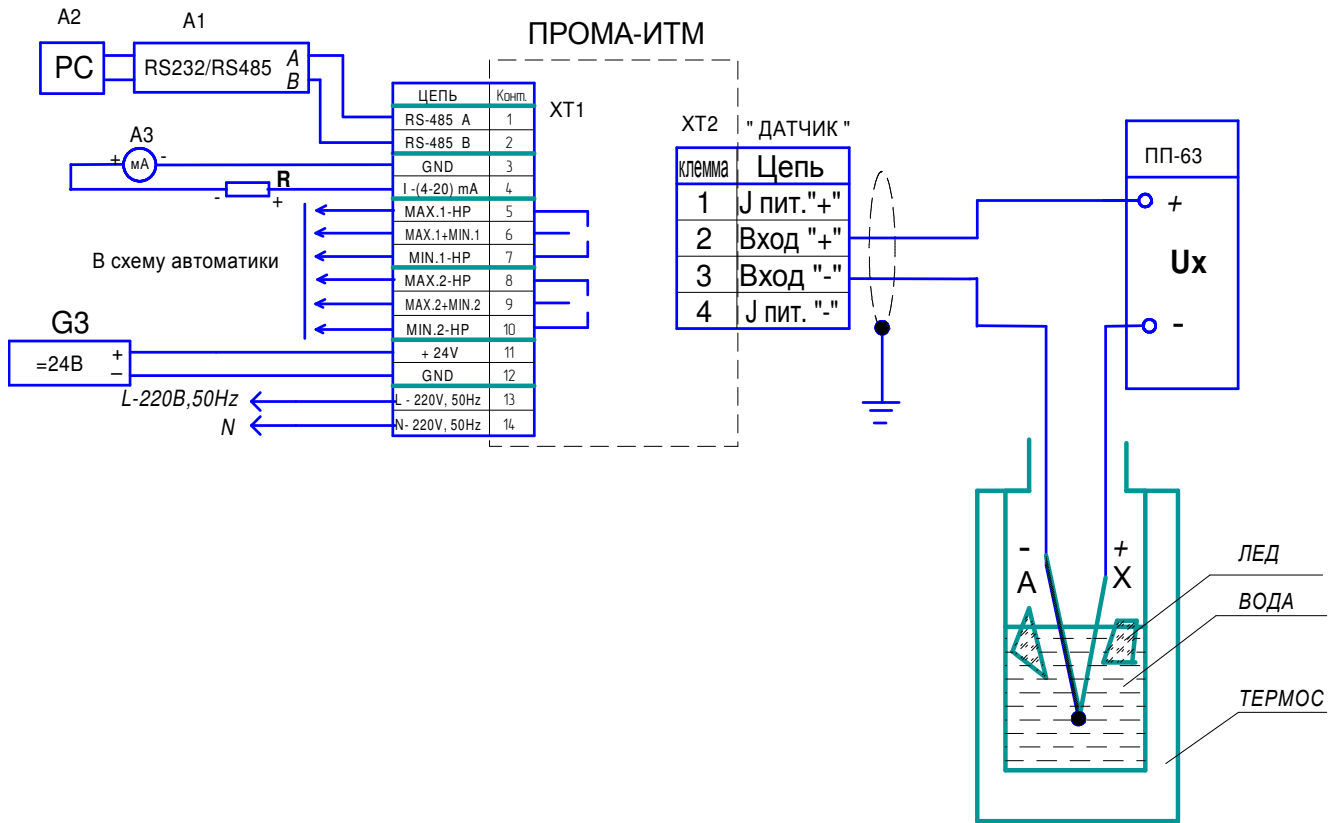 ПРОМА-ИТМ
A2
A1
PC
RS232/RS485
A
B
XT1
ЦЕПЬ Конт.
RS-485 A 1
RS-485 B 2
GND 3
I -(4-20) mA 4
MAX.1-HP 5
MAX.1+MIN.1 6
MIN.1-HP 7
MAX.2-HP 8
MAX.2+MIN.2 9
MIN.2-HP 10
+ 24V 11
GND 12
L - 220V, 50Hz 13
N- 220V, 50Hz 14
A3
+ мА -
R
- +
В схему автоматики
G3
=24В + –
L-220В,50Hz
N
XT2 " ДАТЧИК "
клемма Цепь
1 J пит."+"
2 Вход "+"
3 Вход "-"
4 J пит. "-"
ПП-63
+
Ux
-
- +
A X
ЛЕД
ВОДА
ТЕРМОС